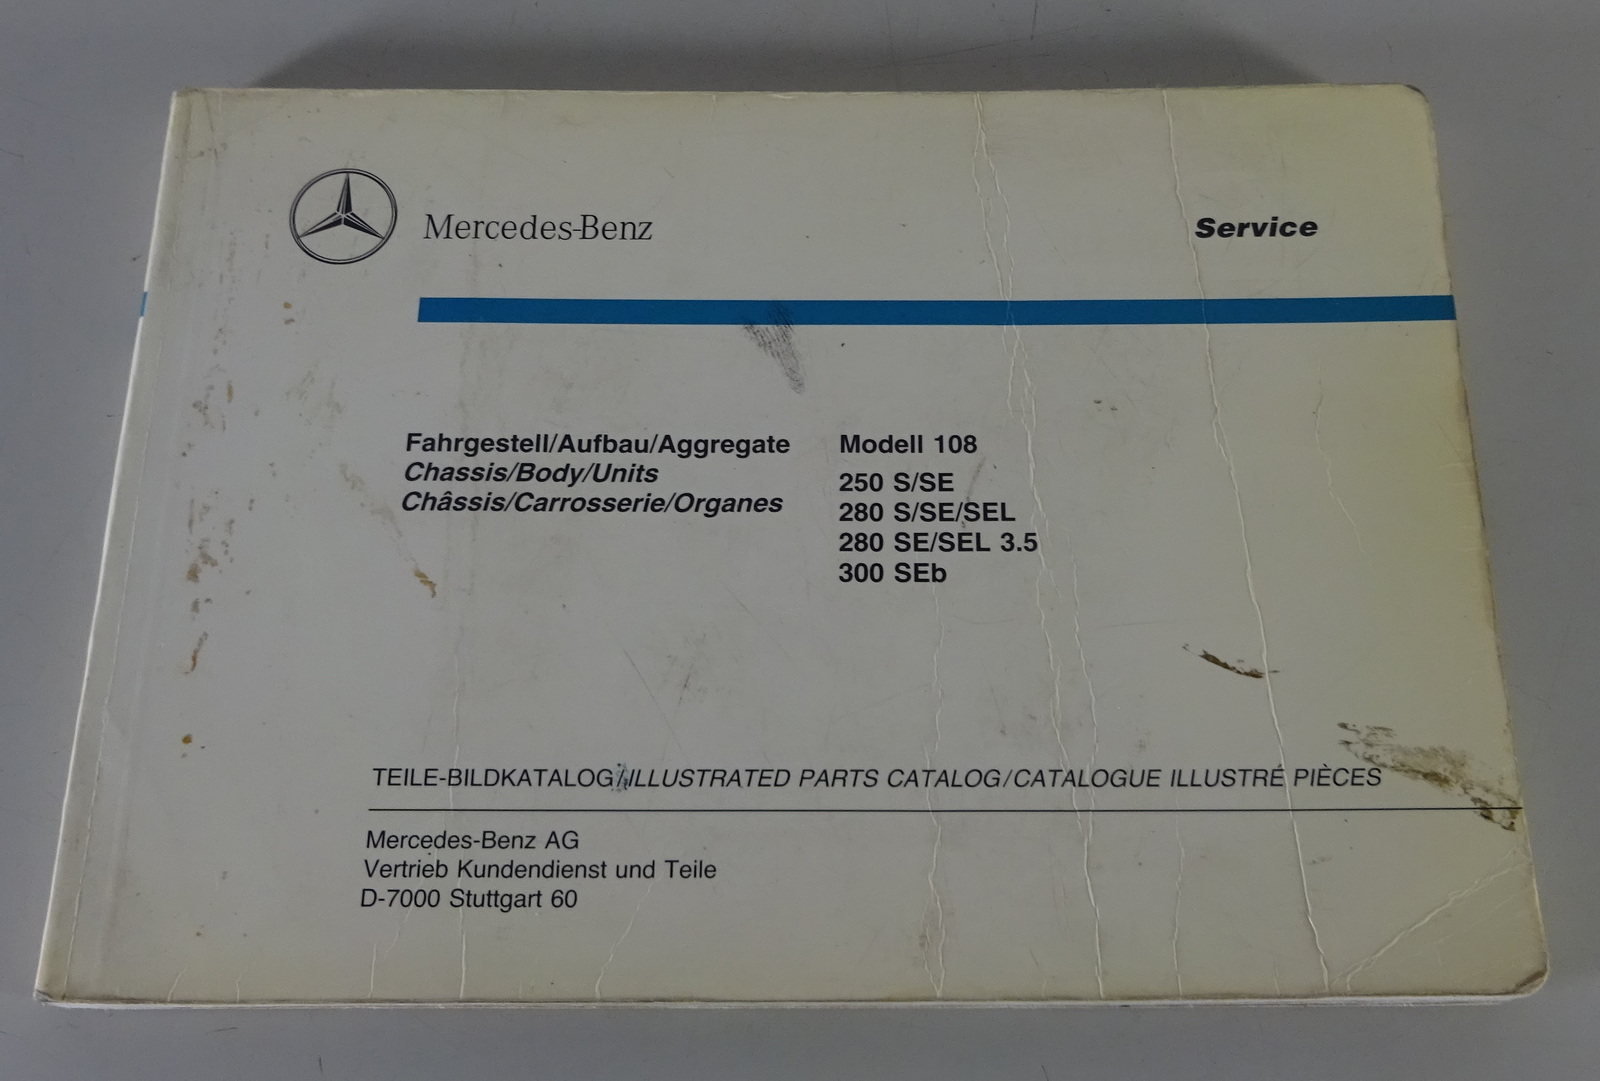 Mercedes-Benz
Service
Fahrgestell/Aufbau/Aggregate
Chassis/Body/Units
Châssis/Carrosserie/Organes
Modell 108
250 S/SE
280 S/SE/SEL
280 SE/SEL 3.5
300 SEb
TEILE-BILDKATALOG/ILLUSTRATED PARTS CATALOG/CATALOGUE ILLUSTRÉ PIÈCES
Mercedes-Benz AG
Vertrieb Kundendienst und Teile
D-7000 Stuttgart 60